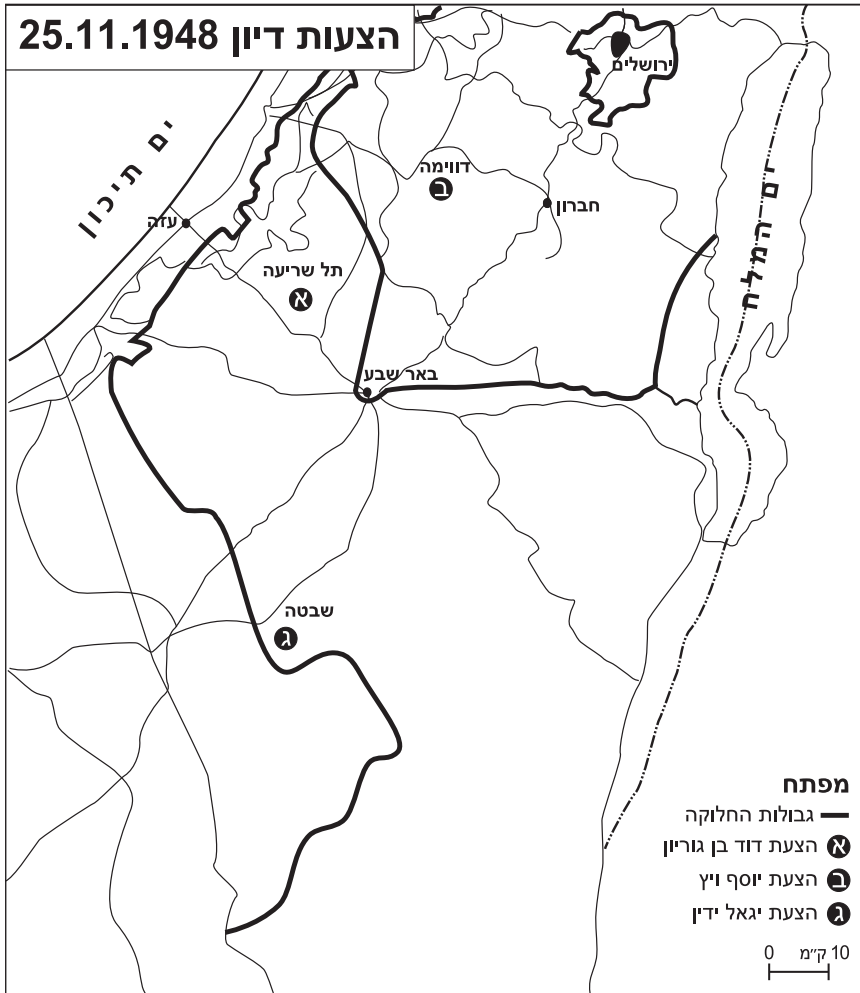 הצעות דיון 25.11.1948
ירושלים
ים תיכון
דווימה
ב
חברון
ים המלח
עזה
תל שריעה
א
באר שבע
שבטה
ג
מפתח
גבולות החלוקה
א הצעת דוד בן גוריון
ב הצעת יוסף ויץ
ג הצעת יגאל ידין
0 10 ק״מ